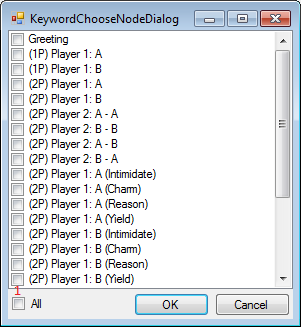 KeywordChooseNodeDialog
Greeting
(1P) Player 1: A
(1P) Player 1: B
(2P) Player 1: A
(2P) Player 1: B
(2P) Player 2: A - A
(2P) Player 2: B - B
(2P) Player 2: A - B
(2P) Player 2: B - A
(2P) Player 1: A (Intimidate)
(2P) Player 1: A (Charm)
(2P) Player 1: A (Reason)
(2P) Player 1: A (Yield)
(2P) Player 1: B (Intimidate)
(2P) Player 1: B (Charm)
(2P) Player 1: B (Reason)
(2P) Player 1: B (Yield)
1
All OK Cancel